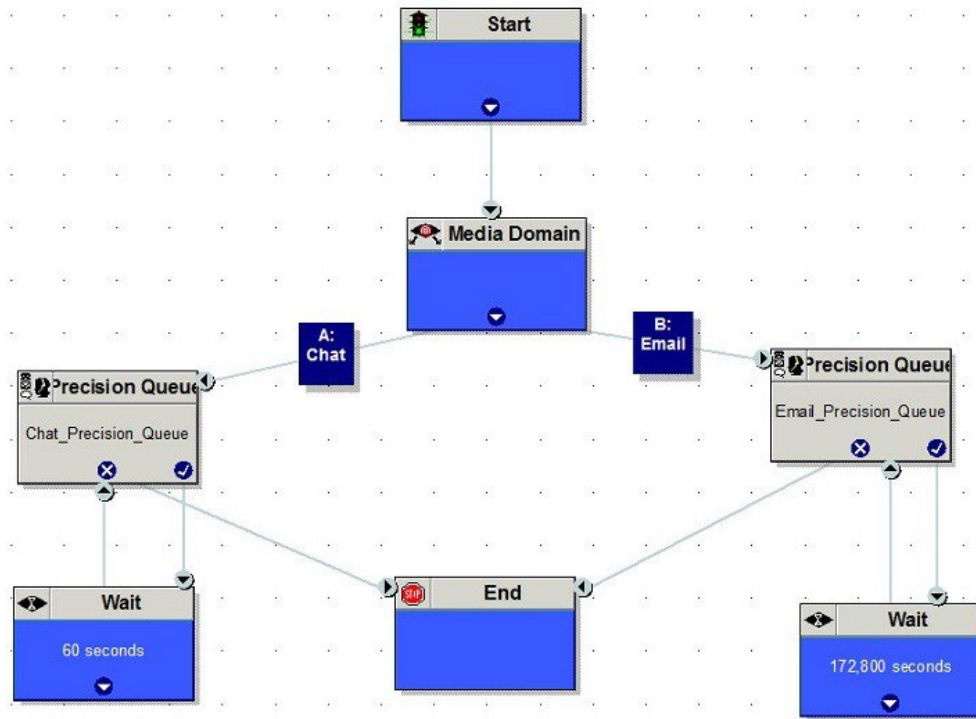 Start
Media Domain
A:
Chat
B:
Email
Precision Queue
Chat_Precision_Queue
Precision Queue
Email_Precision_Queue
Wait
60 seconds
End
Wait
172,800 seconds